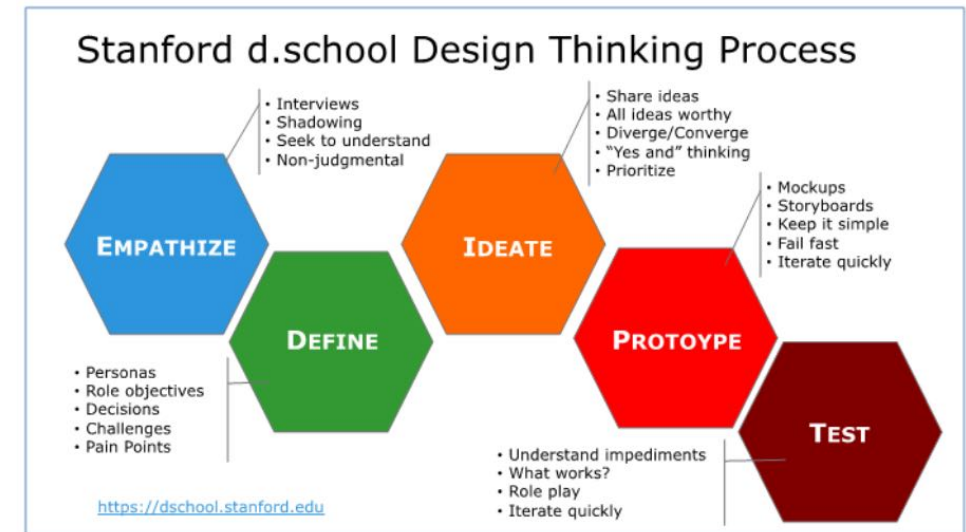 Stanford d.school Design Thinking Process
• Interviews
• Shadowing
• Seek to understand
• Non-judgmental
• Share ideas
• All ideas worthy
• Diverge/Converge
• “Yes and” thinking
• Prioritize
• Mockups
• Storyboards
• Keep it simple
• Fail fast
• Iterate quickly
EMPATHIZE
IDEATE
DEFINE
PROTOYPE
• Personas
• Role objectives
• Decisions
• Challenges
• Pain Points
TEST
• Understand impediments
• What works?
• Role play
• Iterate quickly
https://dschool.stanford.edu